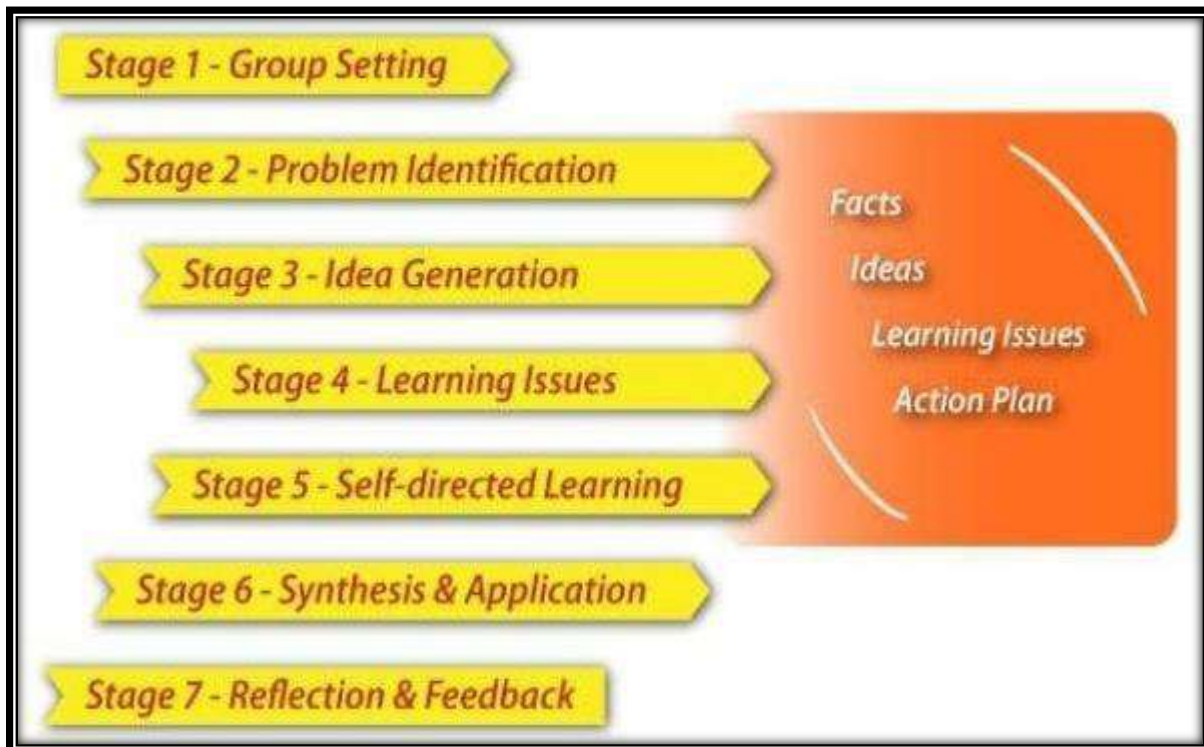 Stage 1 - Group Setting
Stage 2 - Problem Identification
Stage 3 - Idea Generation
Stage 4 - Learning Issues
Stage 5 - Self-directed Learning
Stage 6 - Synthesis & Application
Stage 7 - Reflection & Feedback
Facts
Ideas
Learning Issues
Action Plan